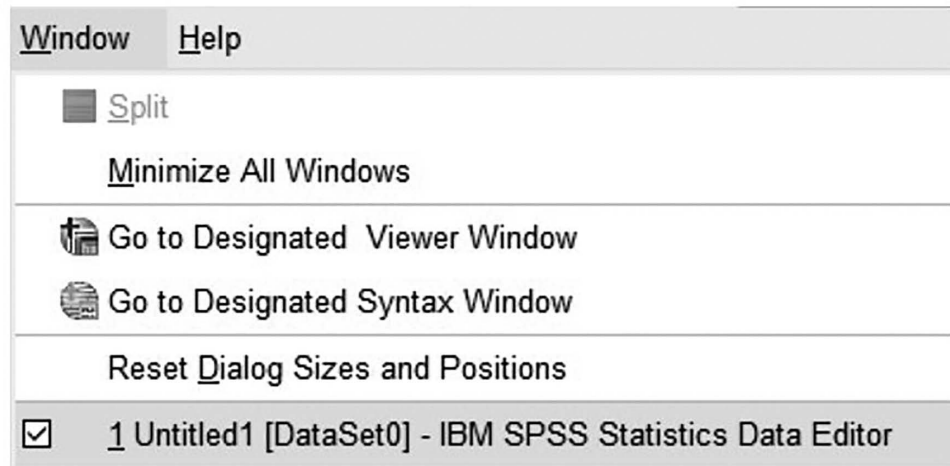 Window Help
Split
Minimize All Windows
Go to Designated  Viewer Window
Go to Designated Syntax Window
Reset Dialog Sizes and Positions
1 Untitled1 [DataSet0] - IBM SPSS Statistics Data Editor